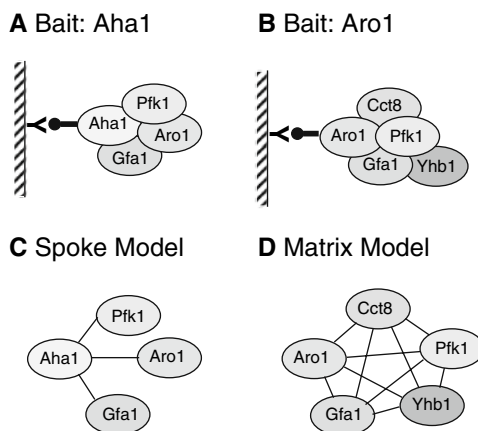 A Bait: Aha1
Pfk1
Aha1
Aro1
Gfa1
B Bait: Aro1
Cct8
Aro1
Pfk1
Gfa1
Yhb1
C Spoke Model
Pfk1
Aha1
Aro1
Gfa1
D Matrix Model
Cct8
Aro1
Pfk1
Gfa1
Yhb1